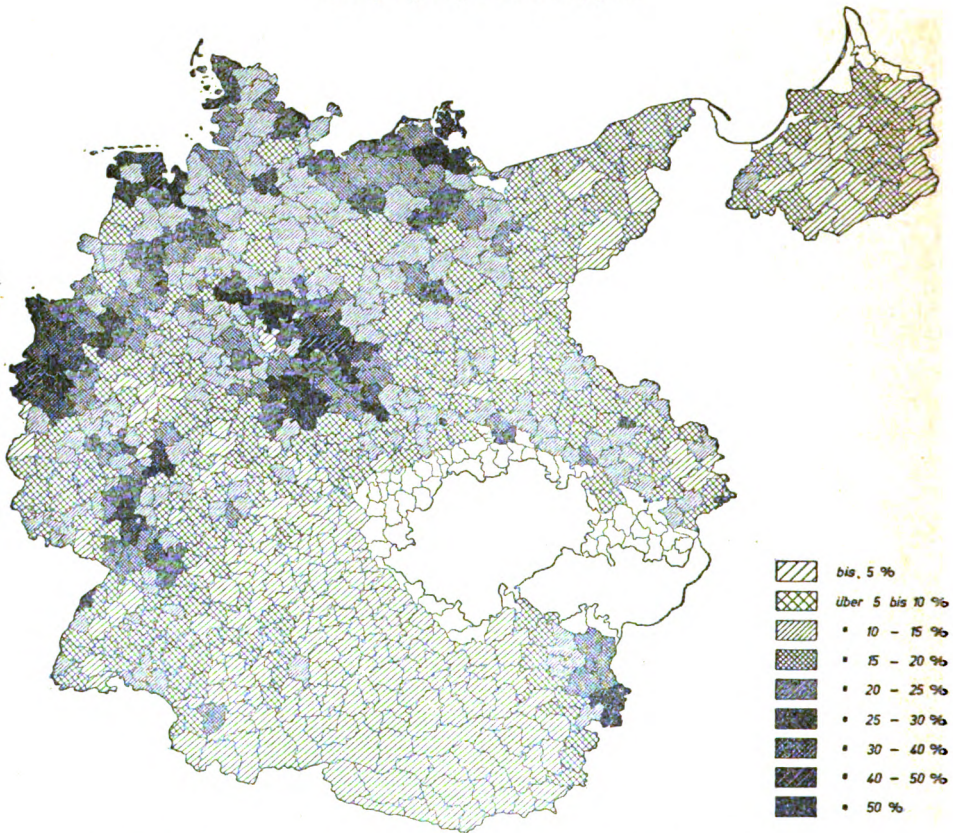 bis. 5 %
über 5 bis 10 %
" 10 – 15 %
" 15 – 20 %
" 20 – 25 %
" 25 – 30 %
" 30 – 40 %
" 40 – 50 %
" 50 %